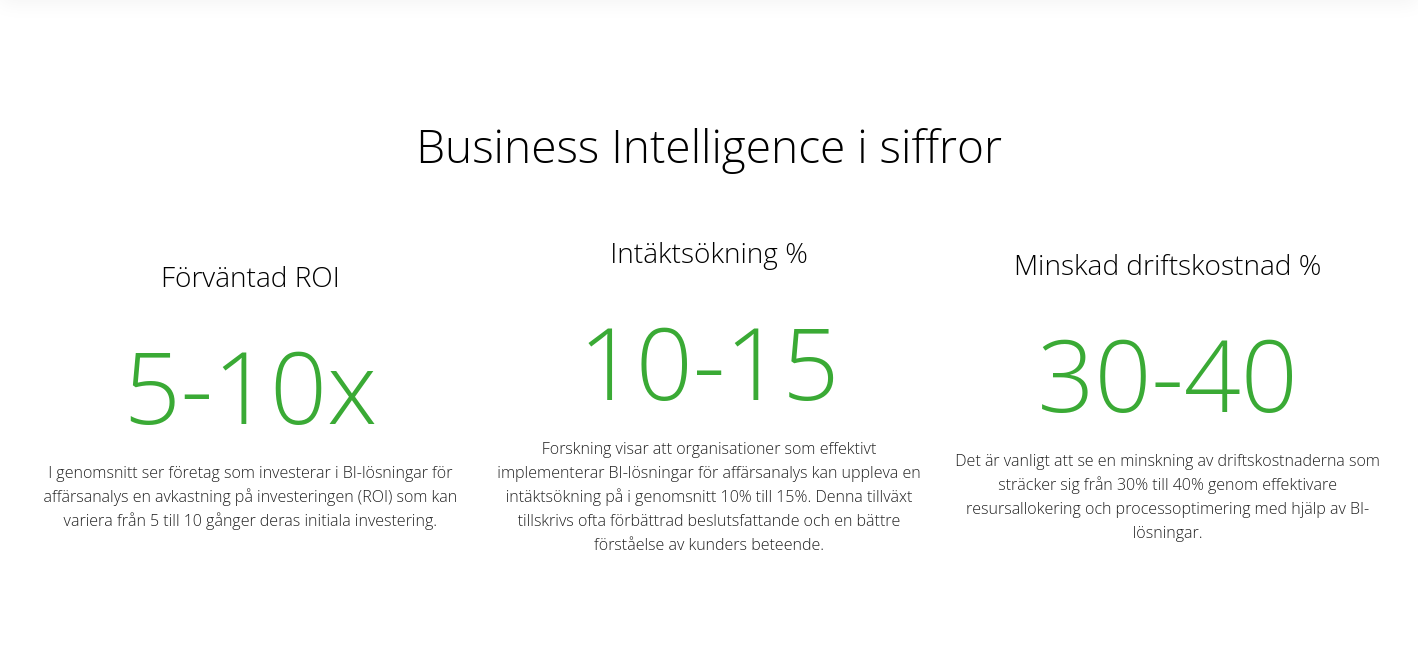 Business Intelligence i siffror
Förväntad ROI
5-10x
I genomsnitt ser företag som investerar i BI-lösningar för
affärsanalys en avkastning på investeringen (ROI) som kan
variera från 5 till 10 gånger deras initiala investering.
Intäktsökning %
10-15
Forskning visar att organisationer som effektivt
implementerar BI-lösningar för affärsanalys kan uppleva en
intäktsökning på i genomsnitt 10% till 15%. Denna tillväxt
tillskrivs ofta förbättrad beslutsfattande och en bättre
förståelse av kunders beteende.
Minskad driftskostnad %
30-40
Det är vanligt att se en minskning av driftskostnaderna som
sträcker sig från 30% till 40% genom effektivare
resursallokering och processoptimering med hjälp av BI-
lösningar.